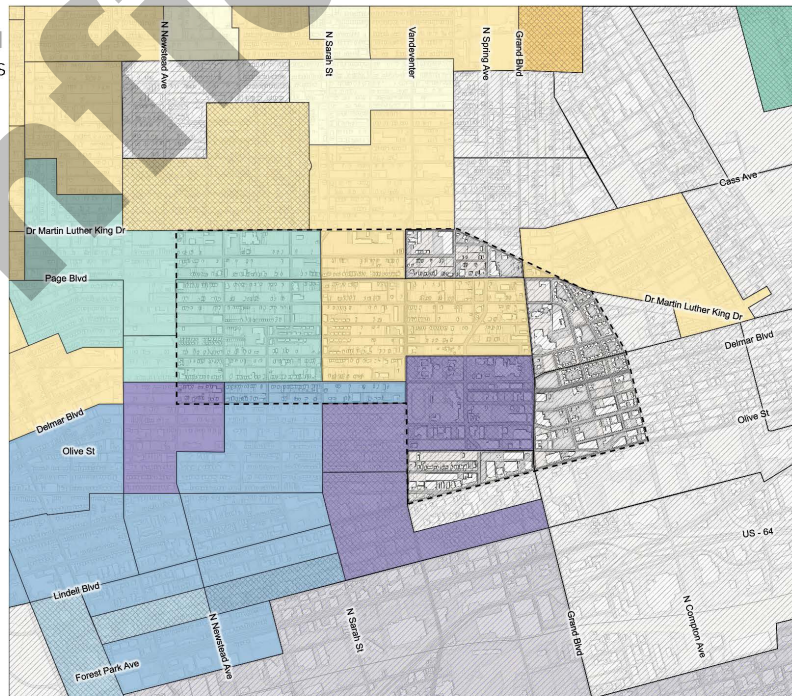 N Newstead Ave
N Sarah St
Vandeventer
N Spring Ave
Grand Blvd
Cass Ave
Dr Martin Luther King Dr
Page Blvd
Dr Martin Luther King Dr
Delmar Blvd
Delmar Blvd
Olive St
Olive St
US - 64
Lindell Blvd
N Newstead Ave
N Sarah St
Grand Blvd
N Compton Ave
Forest Park Ave